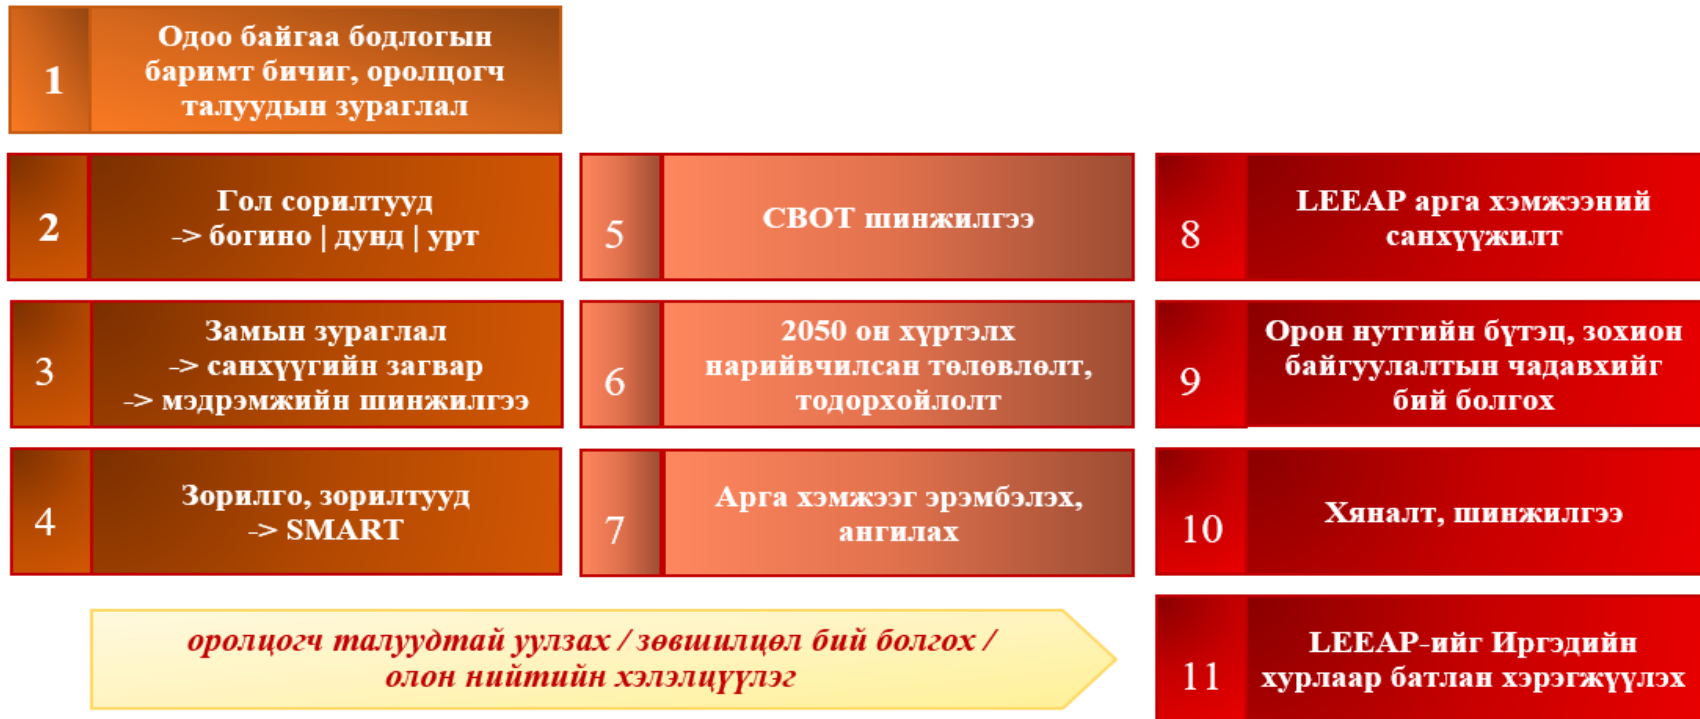 1
Одоо байгаа бодлогын
баримт бичиг, оролцогч
талуудын зураглал
2
Гол сорилтууд
-> богино | дунд | урт
3
Замын зураглал
-> санхүүгийн загвар
-> мэдрэмжийн шинжилгээ
4
Зорилго, зорилтууд
-> SMART
5
СВОТ шинжилгээ
6
2050 он хүртэлх
нарийвчилсан төлөвлөлт,
тодорхойлолт
7
Арга хэмжээг эрэмбэлэх,
ангилах
8
LEEAP арга хэмжээний
санхүүжилт
9
Орон нутгийн бүтэц, зохион
байгуулалтын чадавхийг
бий болгох
10
Хяналт, шинжилгээ
11
LEEAP-ийг Иргэдийн
хурлаар батлан хэрэгжүүлэх
оролцогч талуудтай уулзах / зөвшилцөл бий болгох /
олон нийтийн хэлэлцүүлэг